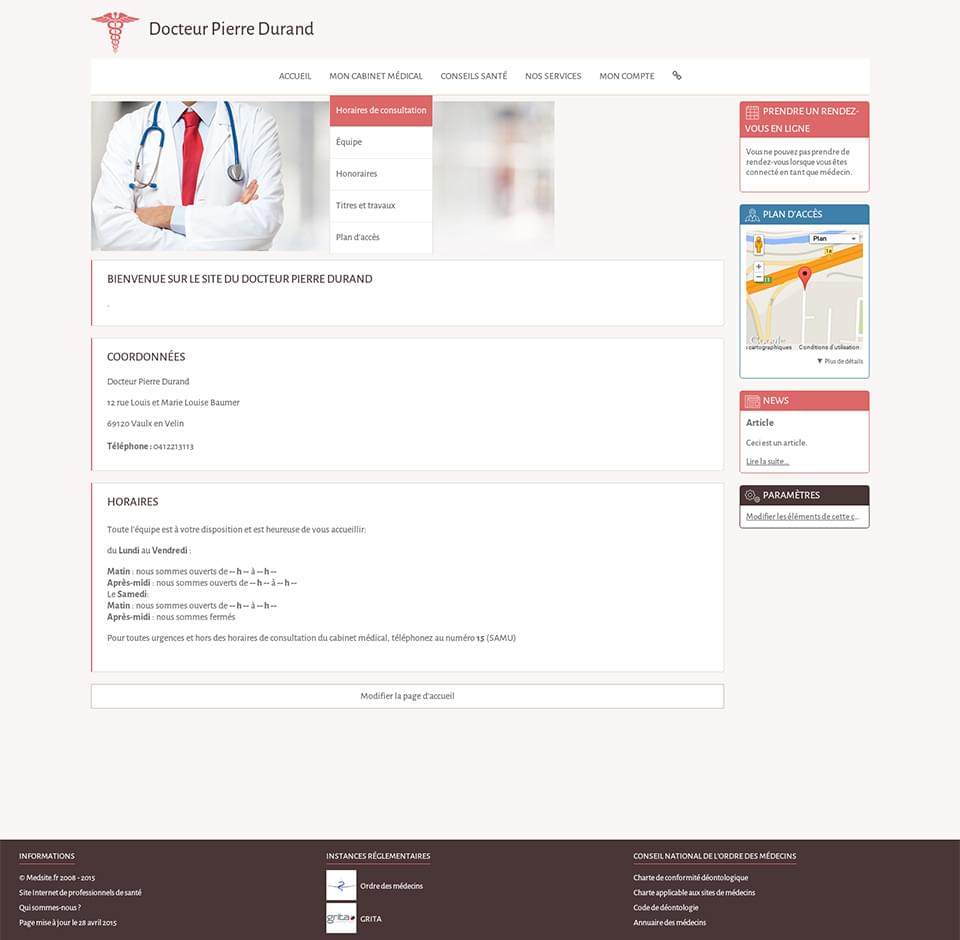 Docteur Pierre Durand
ACCUEIL MON CABINET MÉDICAL CONSEILS SANTÉ NOS SERVICES MON COMPTE
Horaires de consultation
Équipe
Honoraires
Titres et travaux
Plan d'accès
BIENVENUE SUR LE SITE DU DOCTEUR PIERRE DURAND
.
COORDONNÉES
Docteur Pierre Durand
12 rue Louis et Marie Louise Baumer
69120 Vaulx en Velin
Téléphone : 0412213113
HORAIRES
Toute l'équipe est à votre disposition et est heureuse de vous accueillir:
du Lundi au Vendredi :
Matin : nous sommes ouverts de -- h -- à -- h --
Après-midi : nous sommes ouverts de -- h -- à -- h --
Le Samedi:
Matin : nous sommes ouverts de -- h -- à -- h --
Après-midi : nous sommes fermés
Pour toutes urgences et hors des horaires de consultation du cabinet médical, téléphonez au numéro 15 (SAMU)
Modifier la page d'accueil
PRENDRE UN RENDEZ-
VOUS EN LIGNE
Vous ne pouvez pas prendre de
rendez-vous lorsque vous êtes
connecté en tant que médecin.
PLAN D'ACCÈS
Plan
Google
cartographiques Conditions d'utilisation
▼ Plus de détails
NEWS
Article
Ceci est un article.
Lire la suite...
PARAMÈTRES
Modifier les éléments de cette c...
INFORMATIONS
© Medsite.fr 2008 - 2015
Site Internet de professionnels de santé
Qui sommes-nous ?
Page mise à jour le 28 avril 2015
INSTANCES RÉGLEMENTAIRES
Ordre des médecins
grita
GRITA
CONSEIL NATIONAL DE L'ORDRE DES MÉDECINS
Charte de conformité déontologique
Charte applicable aux sites de médecins
Code de déontologie
Annuaire des médecins